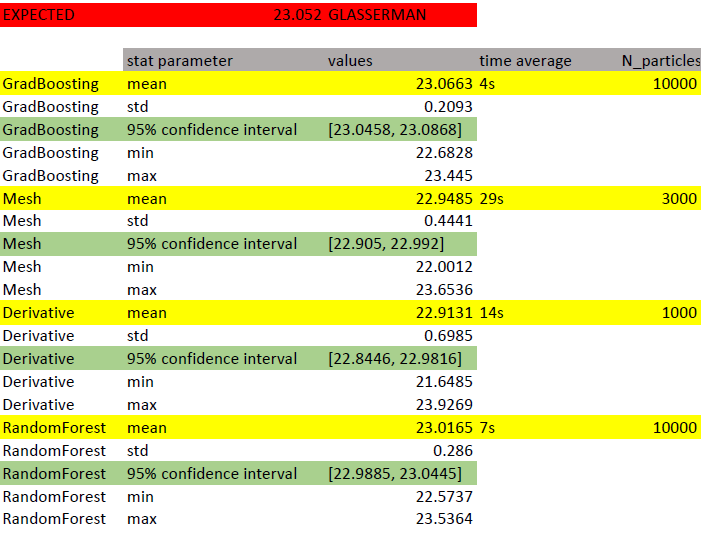 EXPECTED 23.052 GLASSERMAN
stat parameter values time average N_particles
GradBoosting mean 23.0663 4s 10000
GradBoosting std 0.2093
GradBoosting 95% confidence interval [23.0458, 23.0868]
GradBoosting min 22.6828
GradBoosting max 23.445
Mesh mean 22.9485 29s 3000
Mesh std 0.4441
Mesh 95% confidence interval [22.905, 22.992]
Mesh min 22.0012
Mesh max 23.6536
Derivative mean 22.9131 14s 1000
Derivative std 0.6985
Derivative 95% confidence interval [22.8446, 22.9816]
Derivative min 21.6485
Derivative max 23.9269
RandomForest mean 23.0165 7s 10000
RandomForest std 0.286
RandomForest 95% confidence interval [22.9885, 23.0445]
RandomForest min 22.5737
RandomForest max 23.5364